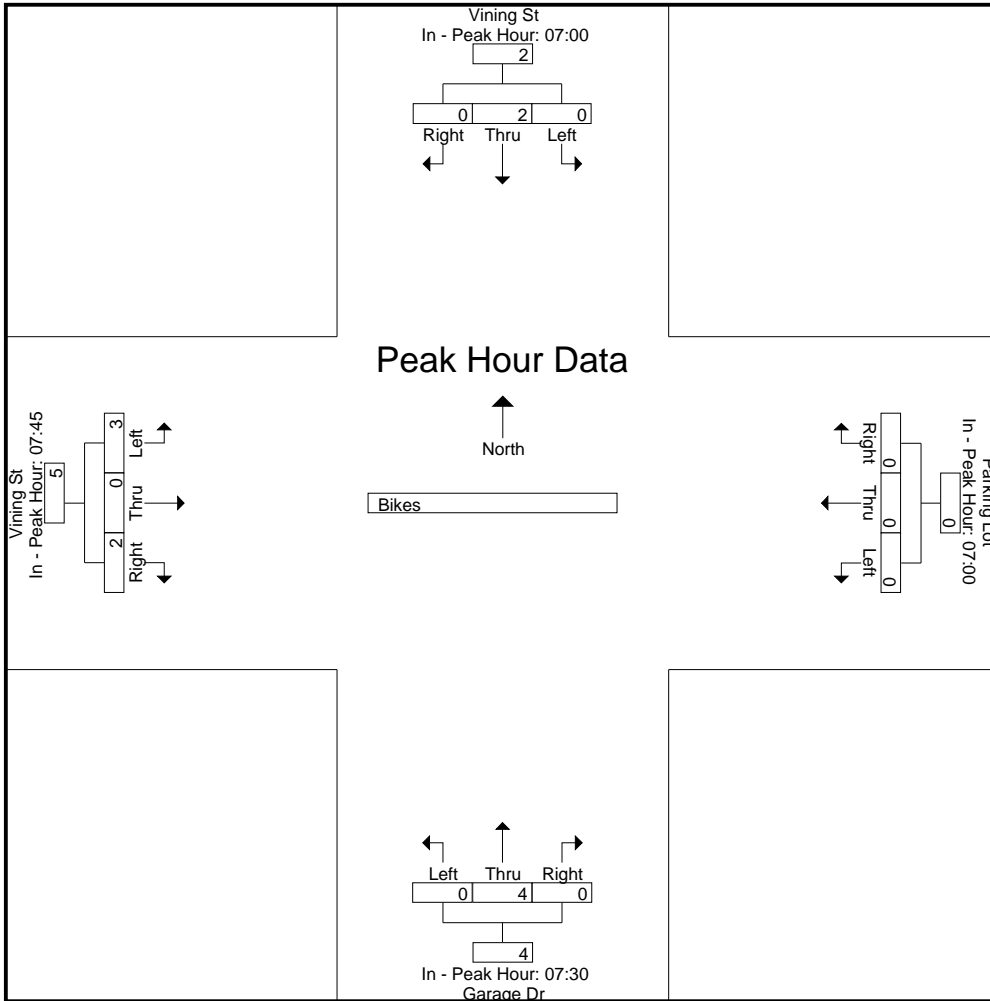 Vining St
In - Peak Hour: 07:00
2
0 2 0
Right Thru Left
Peak Hour Data
North
Bikes
Vining St
In - Peak Hour: 07:45
5
3 0 2
Left Thru Right
Parking Lot
In - Peak Hour: 07:00
0
0 0 0
Right Thru Left
Left Thru Right
0 4 0
4
In - Peak Hour: 07:30
Garage Dr